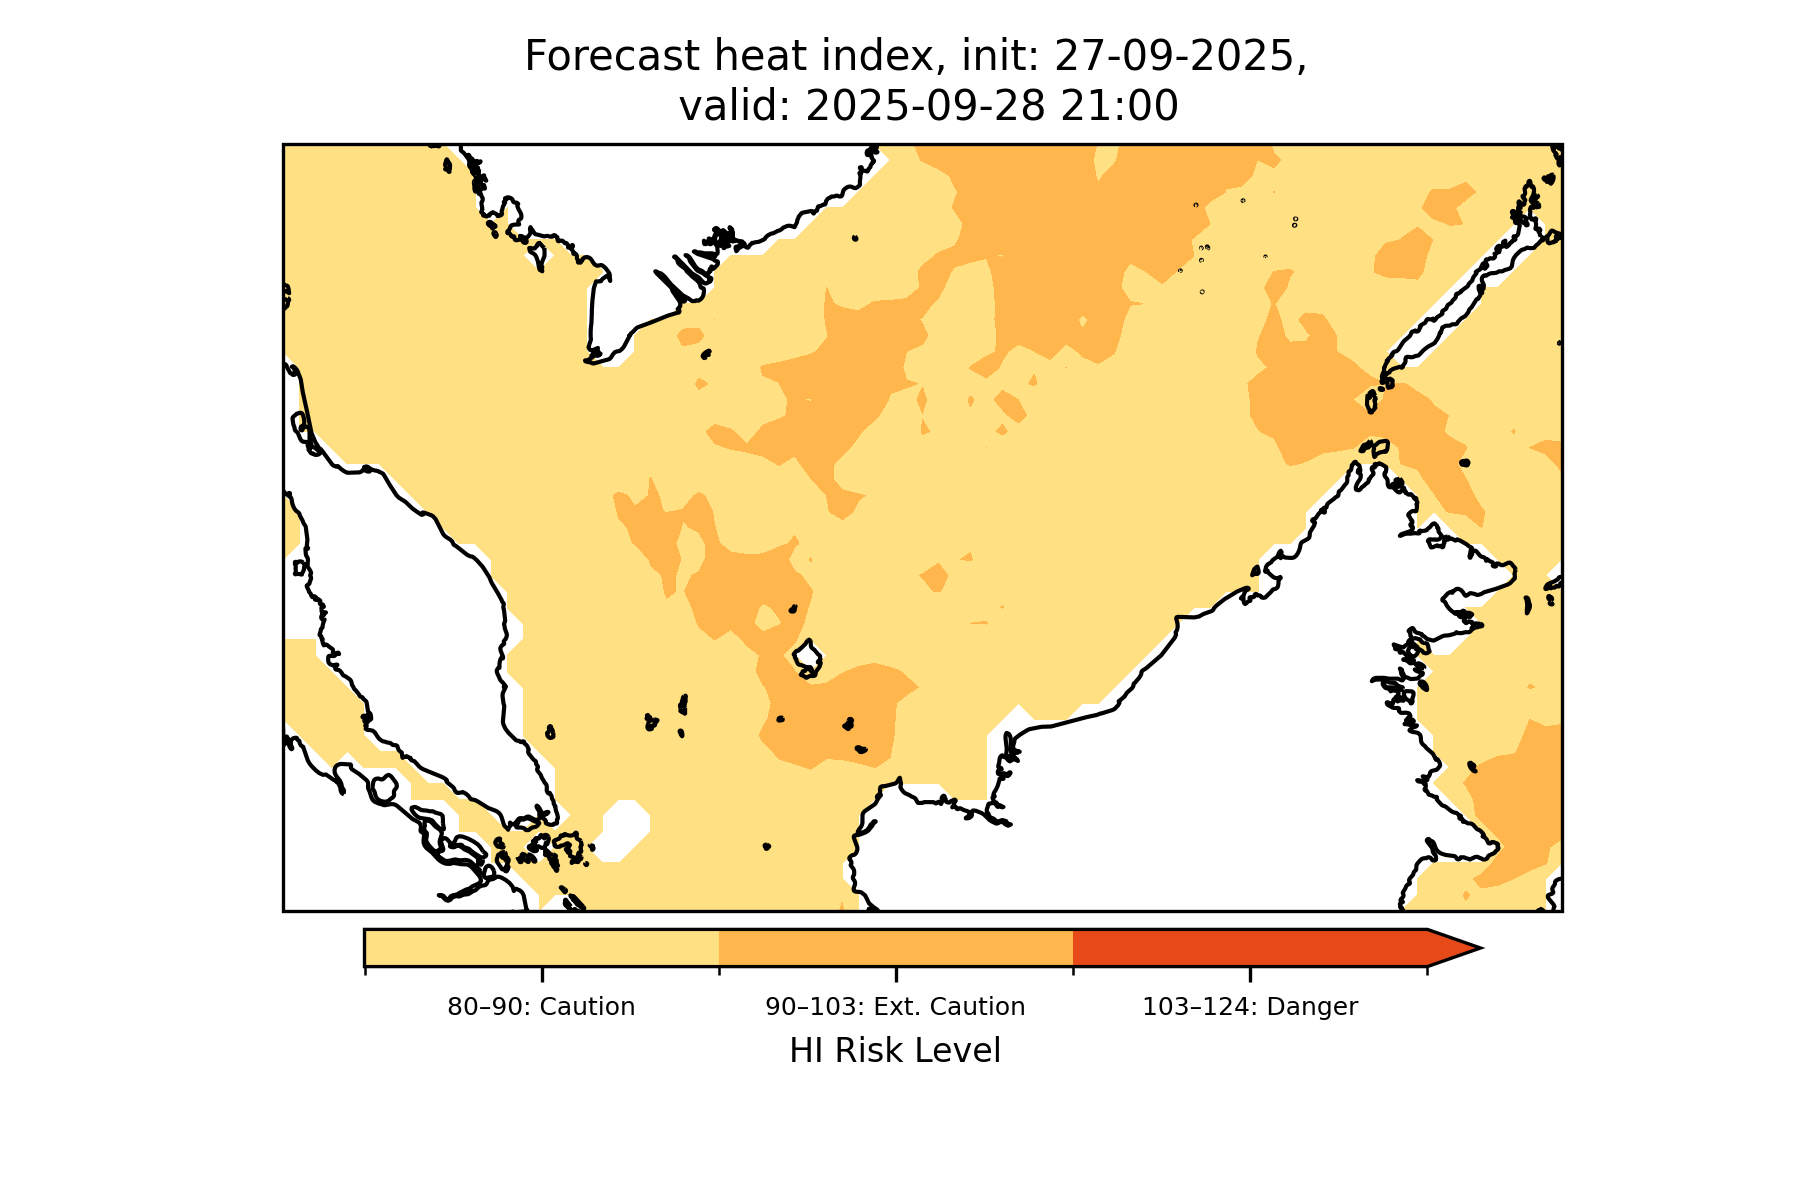 Forecast heat index, init: 27-09-2025,
valid: 2025-09-28 21:00
80–90: Caution
90–103: Ext. Caution
103–124: Danger
HI Risk Level